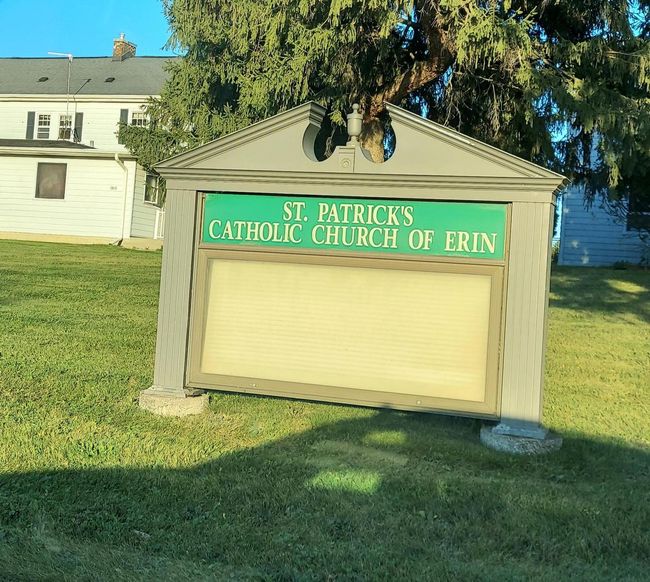 ST. PATRICK'S
CATHOLIC CHURCH OF ERIN